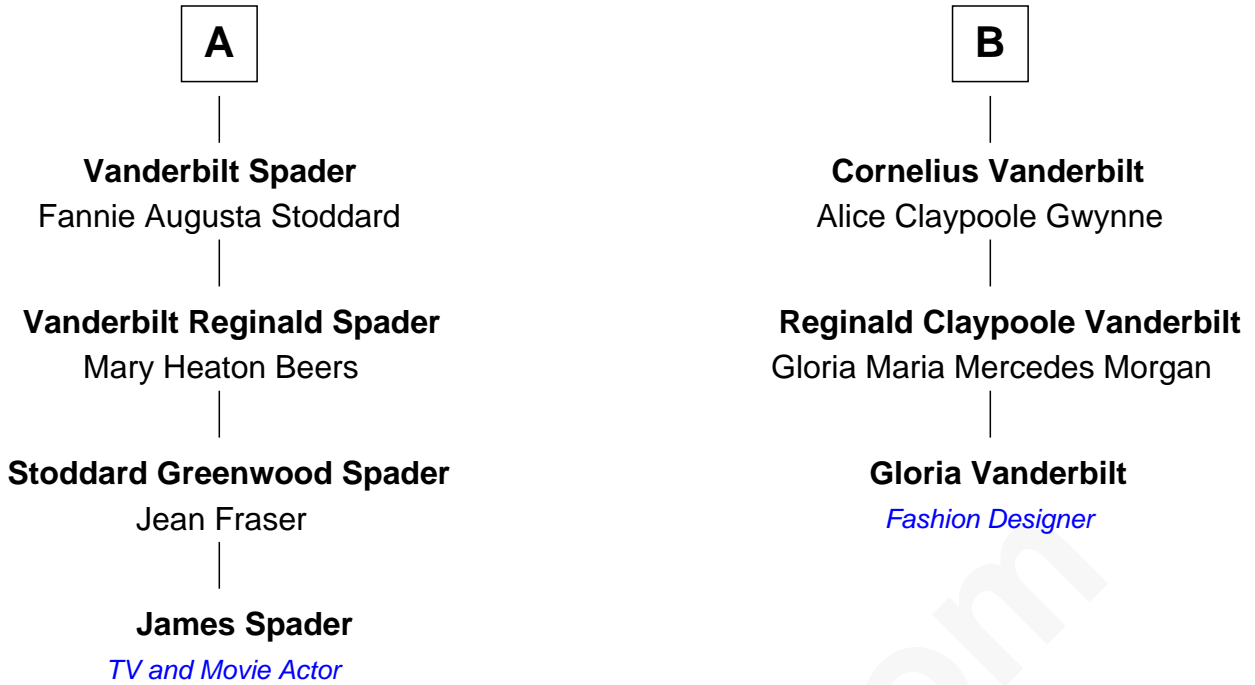 A
Vanderbilt Spader
Fannie Augusta Stoddard
Vanderbilt Reginald Spader
Mary Heaton Beers
Stoddard Greenwood Spader
Jean Fraser
James Spader
TV and Movie Actor
B
Cornelius Vanderbilt
Alice Claypoole Gwynne
Reginald Claypoole Vanderbilt
Gloria Maria Mercedes Morgan
Gloria Vanderbilt
Fashion Designer
om